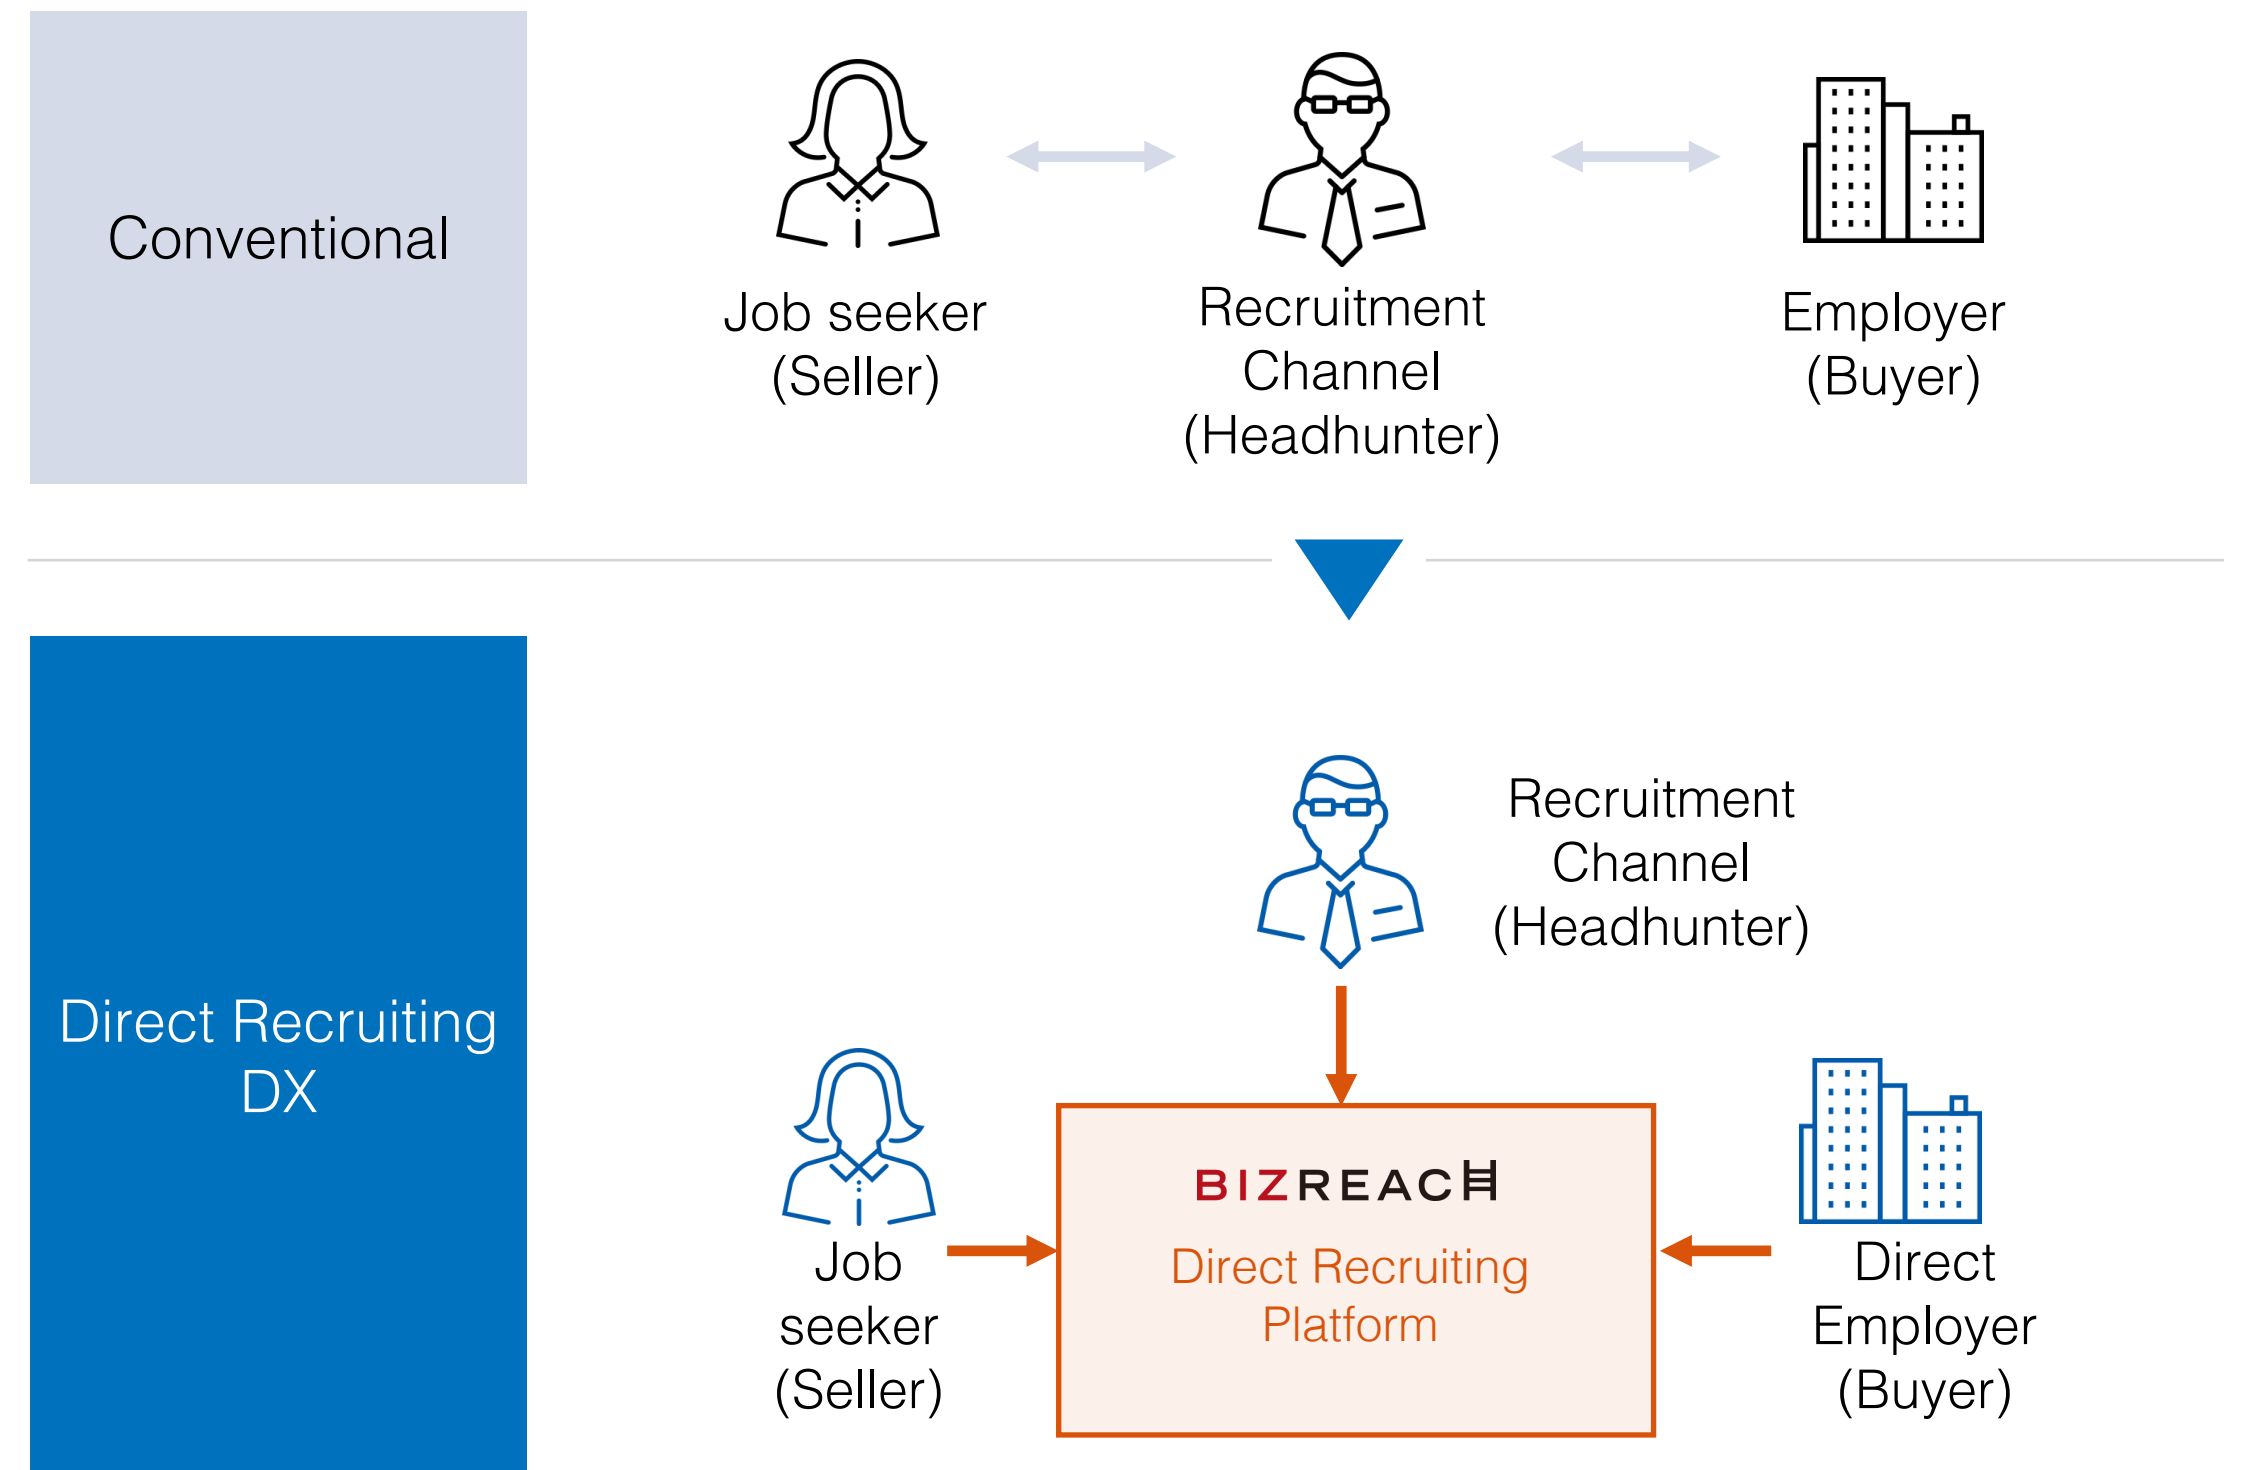 Conventional
Job seeker
(Seller)
Recruitment
Channel
(Headhunter)
Employer
(Buyer)
Direct Recruiting
DX
Recruitment
Channel
(Headhunter)
Job
seeker
(Seller)
BIZREACH
Direct Recruiting
Platform
Direct
Employer
(Buyer)